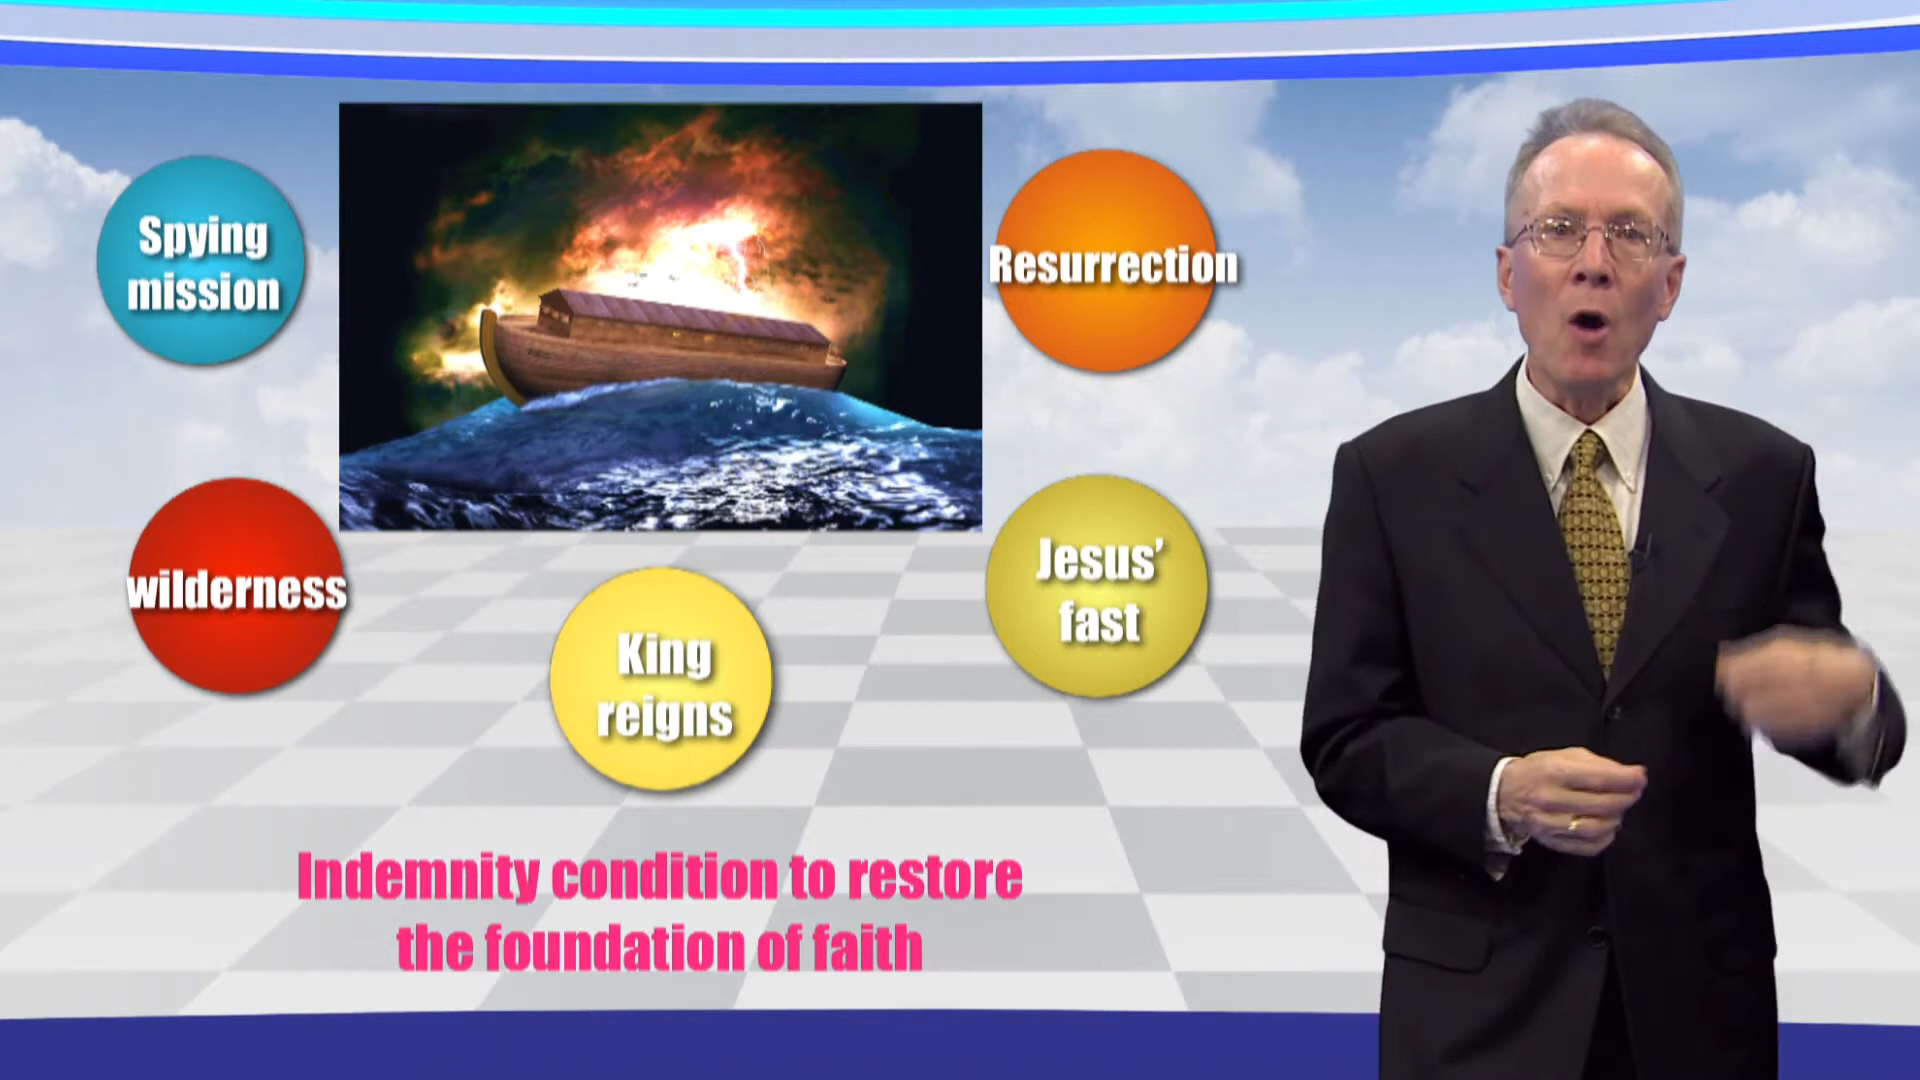 Spying
mission
Resurrection
wilderness
Jesus’
fast
King
reigns
Indemnity condition to restore
the foundation of faith